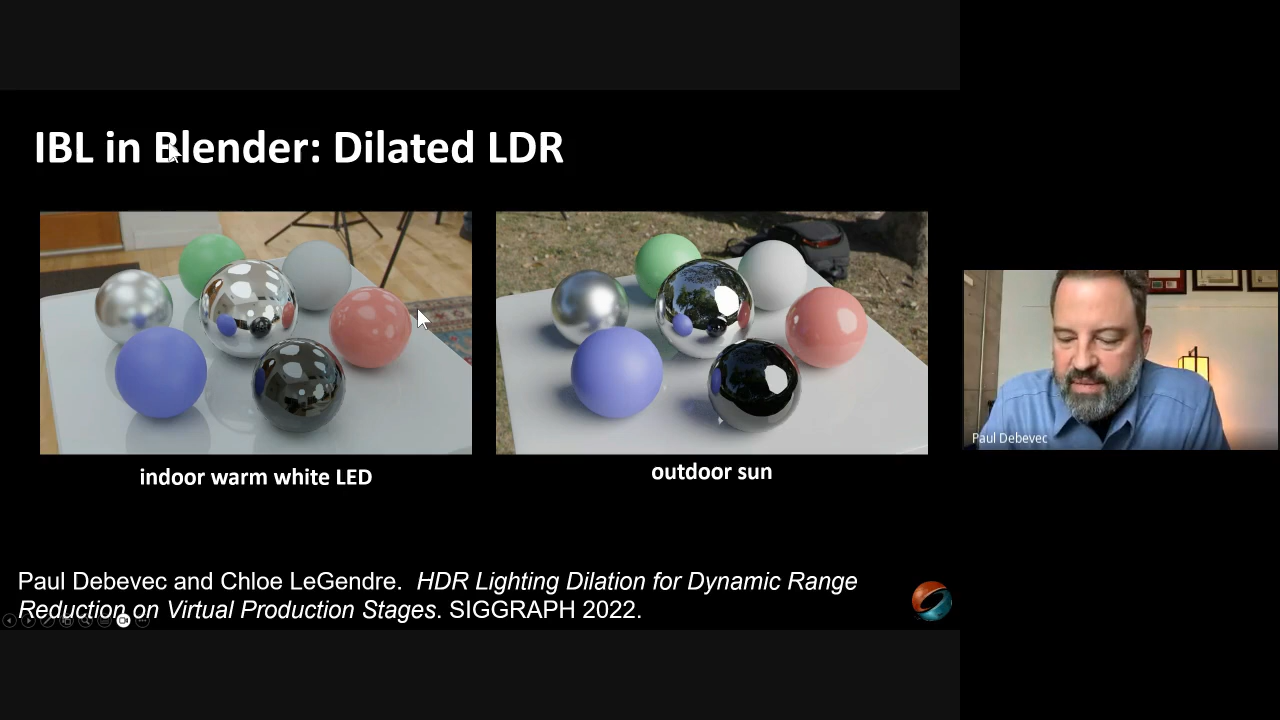 IBL in Blender: Dilated LDR
indoor warm white LED
outdoor sun
Paul Debevec and Chloe LeGendre. HDR Lighting Dilation for Dynamic Range
Reduction on Virtual Production Stages. SIGGRAPH 2022.
Paul Debevec